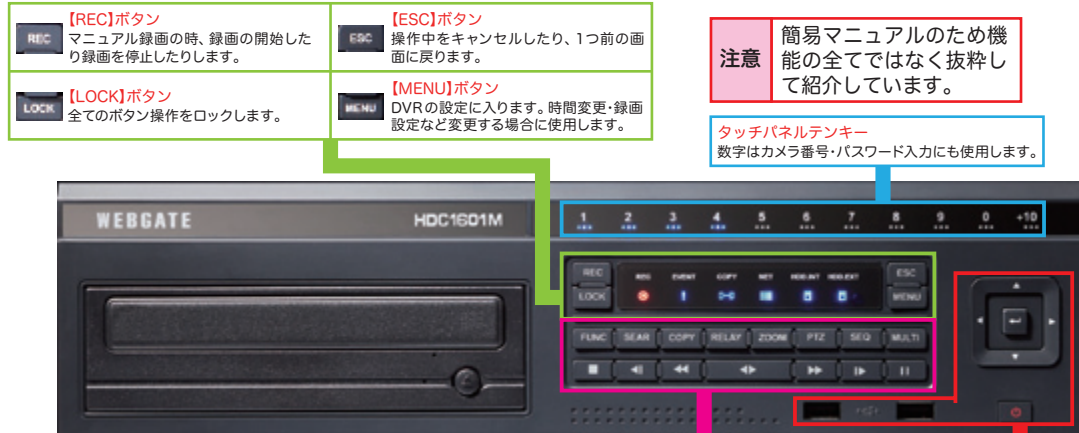 REC
【REC】ボタン
マニュアル録画の時、録画の開始した
り録画を停止したりします。
ESC
【ESC】ボタン
操作中をキャンセルしたり、1つ前の画
面に戻ります。
LOCK
【LOCK】ボタン
全てのボタン操作をロックします。
MENU
【MENU】ボタン
DVRの設定に入ります。時間変更・録画
設定など変更する場合に使用します。
注意
簡易マニュアルのため機
能の全てではなく抜粋し
て紹介しています。
タッチパネルテンキー
数字はカメラ番号・パスワード入力にも使用します。
WEBGATE
HDC1601M
1 2 3 4 5 6 7 8 9 0 +10
REC REC EVENT COPY NET HDD.INT HDD.EXT ESC
LOCK MENU
FUNC SEAR COPY RELAY ZOOM PTZ SEQ MULTI